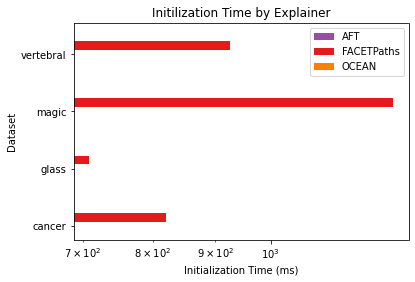 Initilization Time by Explainer
AFT
FACETPaths
OCEAN
vertebral
magic
glass
cancer
Dataset
7 × 10² 8 × 10² 9 × 10² 10³
Initialization Time (ms)